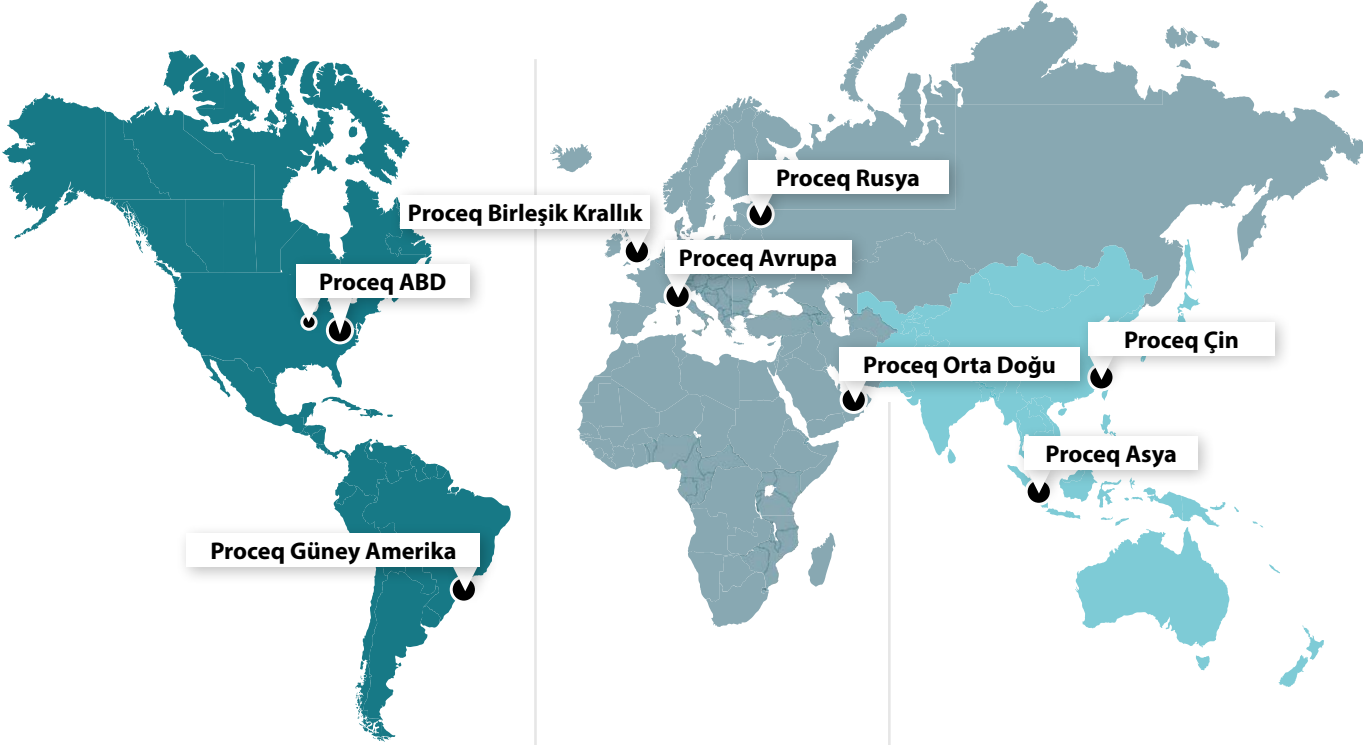 Proceq Rusya
Proceq Birleşik Krallık
Proceq Avrupa
Proceq ABD
Proceq Çin
Proceq Orta Doğu
Proceq Asya
Proceq Güney Amerika